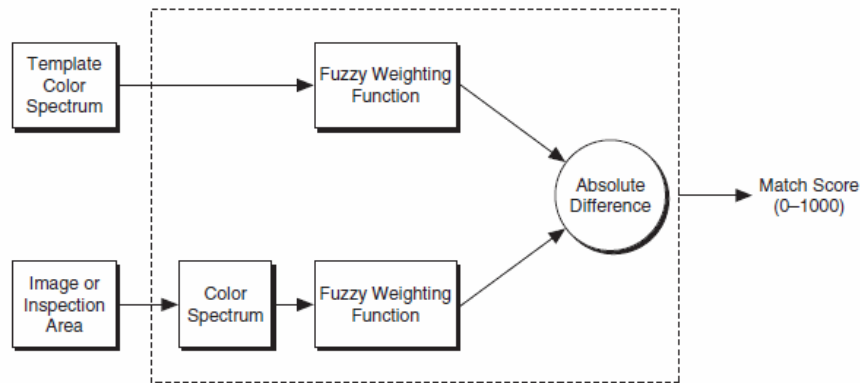 Template
Color
Spectrum
Fuzzy Weighting
Function
Absolute
Difference
Match Score
(0–1000)
Image or
Inspection
Area
Color
Spectrum
Fuzzy Weighting
Function